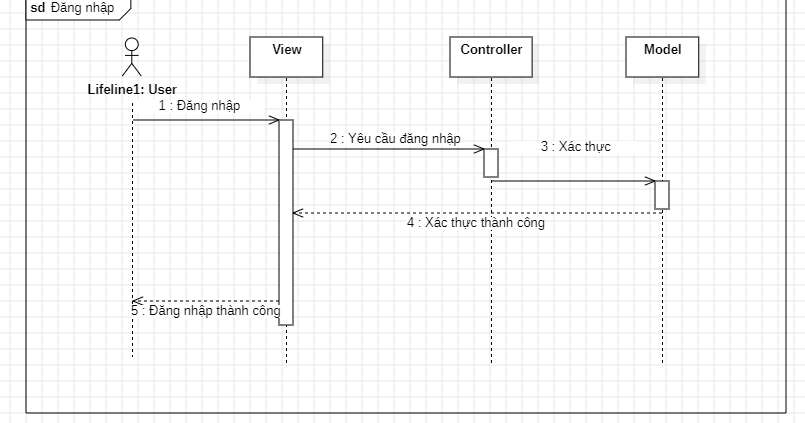 sd Đăng nhập
View
Controller
Model
Lifeline1: User
1 : Đăng nhập
2 : Yêu cầu đăng nhập
3 : Xác thực
4 : Xác thực thành công
5 : Đăng nhập thành công